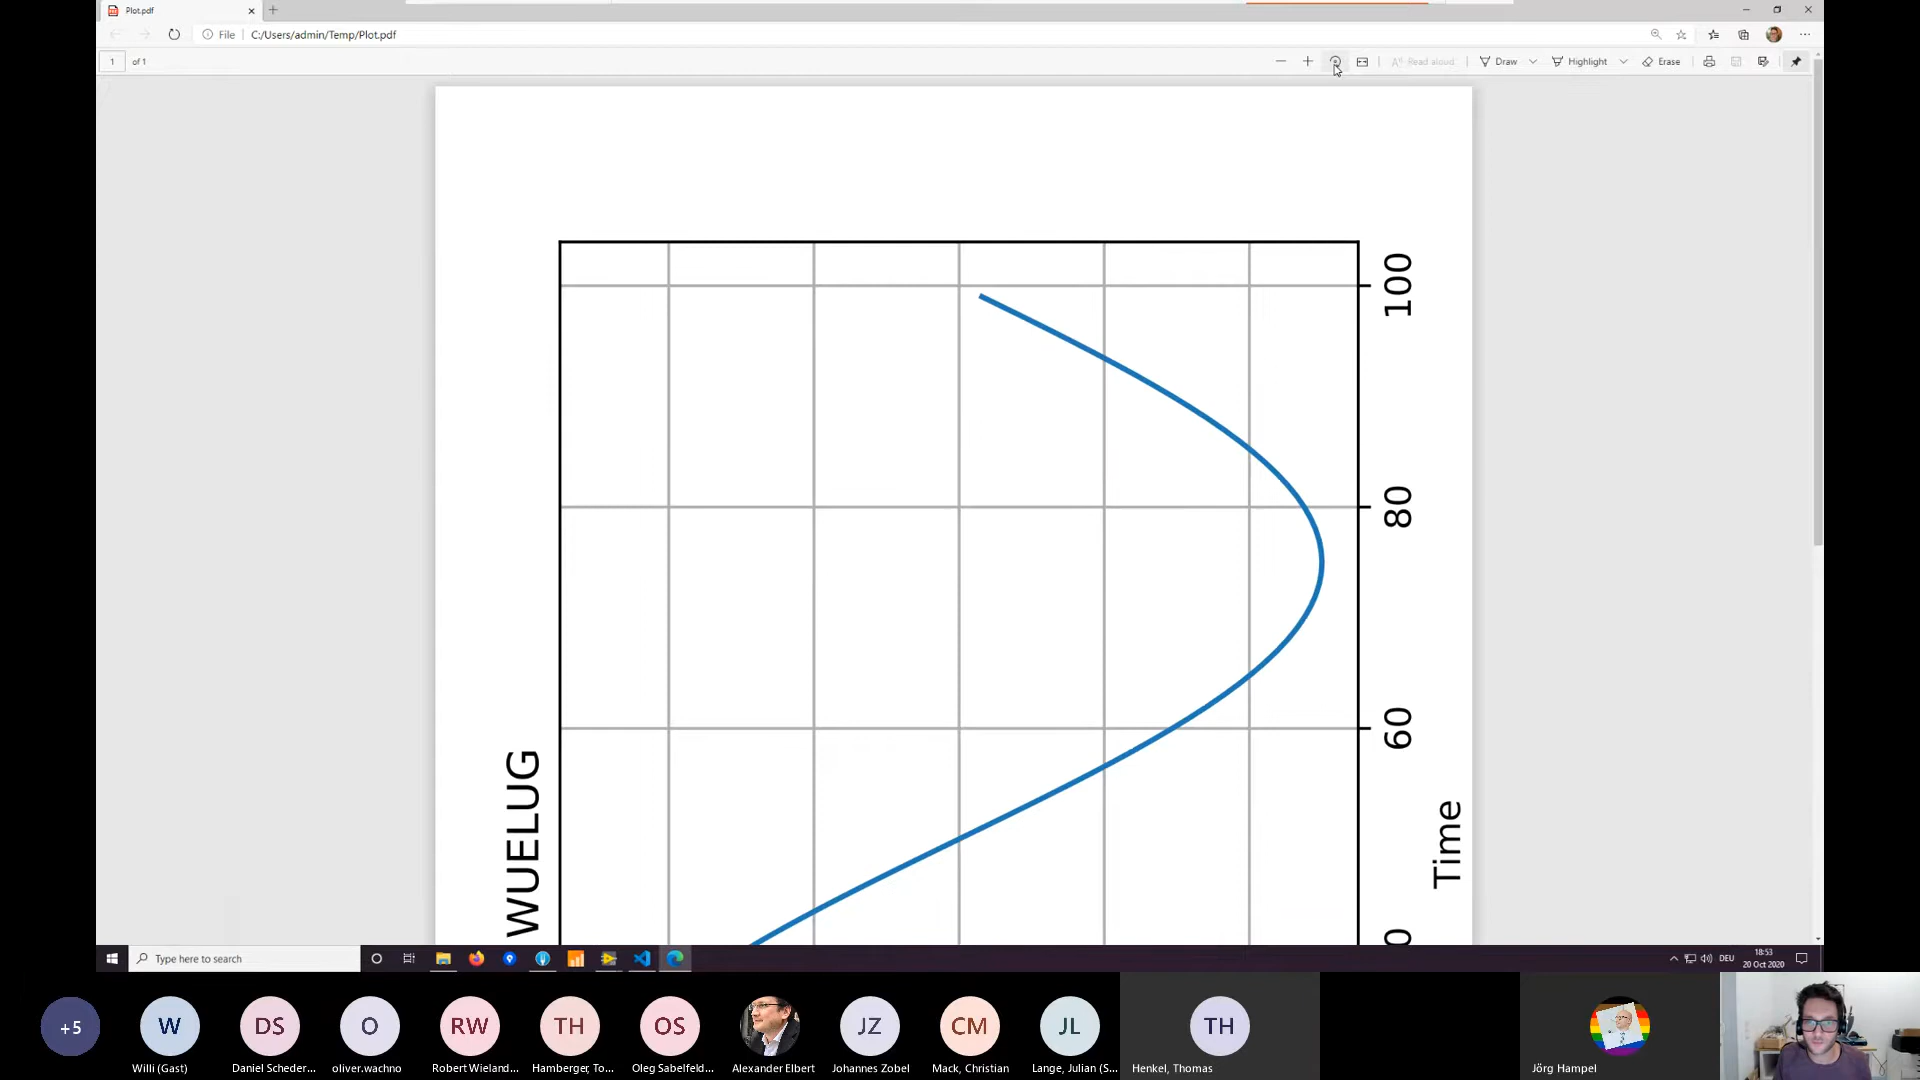 Plot.pdf
File
C:/Users/admin/Temp/Plot.pdf
1
of 1
Read aloud
Draw
Highlight
Erase
100
80
60
0
WUELUG
Time
Type here to search
DEU
18:53
20 Oct 2020
+5
W
DS
O
RW
TH
OS
JZ
CM
JL
TH
Willi (Gast)
Daniel Scheder...
oliver.wachno
Robert Wieland...
Hamberger, To...
Oleg Sabelfeld...
Alexander Elbert
Johannes Zobel
Mack, Christian
Lange, Julian (S...
Henkel, Thomas
Jörg Hampel